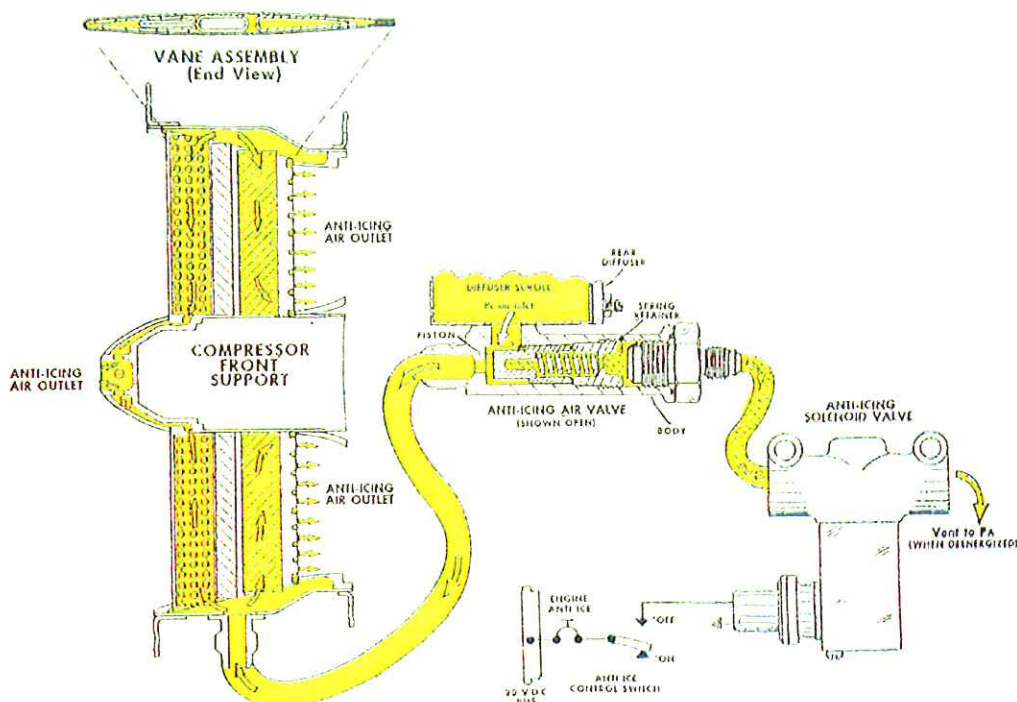 VANE ASSEMBLY
(End View)
ANTI-ICING
AIR OUTLET
REAR
DIFFUSER
DIFFUSER SCROLL
SPRING
RETAINER
PISTON
COMPRESSOR
FRONT
SUPPORT
ANTI-ICING
AIR OUTLET
ANTI-ICING AIR VALVE
(SHOWN OPEN)
BODY
ANTI-ICING
SOLENOID VALVE
ANTI-ICING
AIR OUTLET
Vent to PA
(WHEN DEENERGIZED)
ENGINE
ANTI ICE
"OFF"
"ON"
ANTI ICE
CONTROL SWITCH
BUS